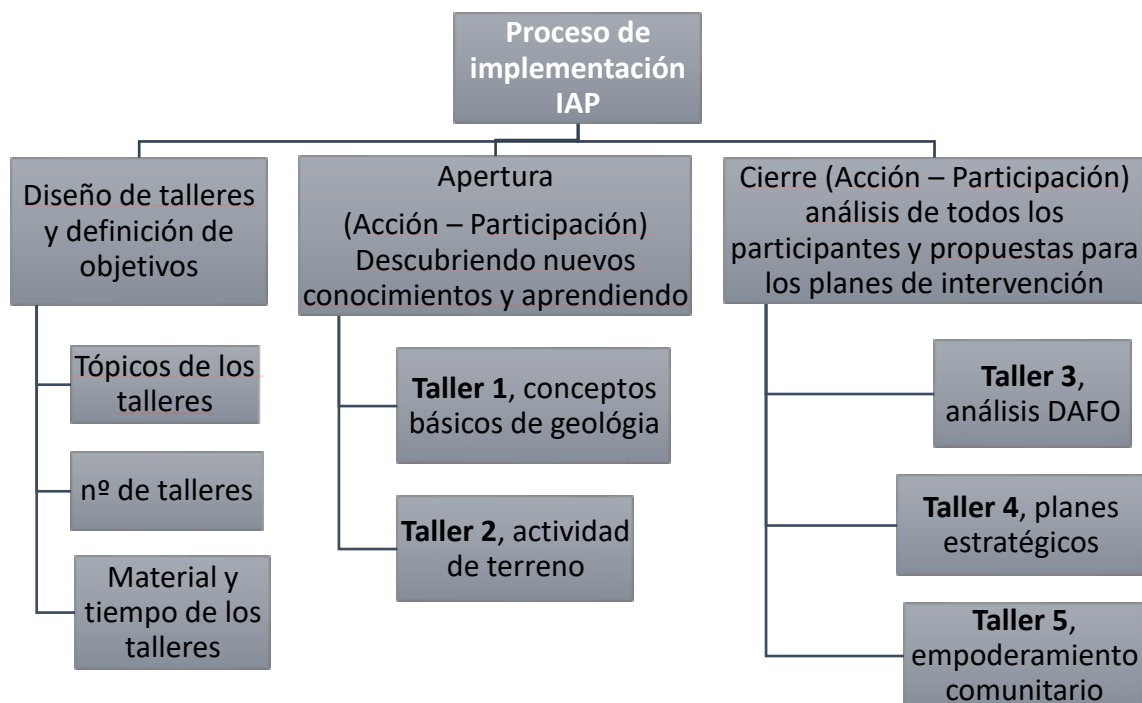 Proceso de
implementación
IAP
Diseño de talleres
y definición de
objetivos
Tópicos de los
talleres
nº de talleres
Material y
tiempo de los
talleres
Apertura
(Acción – Participación)
Descubriendo nuevos
conocimientos y aprendiendo
Taller 1, conceptos
básicos de geológia
Taller 2, actividad
de terreno
Cierre (Acción – Participación)
análisis de todos los
participantes y propuestas para
los planes de intervención
Taller 3,
análisis DAFO
Taller 4, planes
estratégicos
Taller 5,
empoderamiento
comunitario